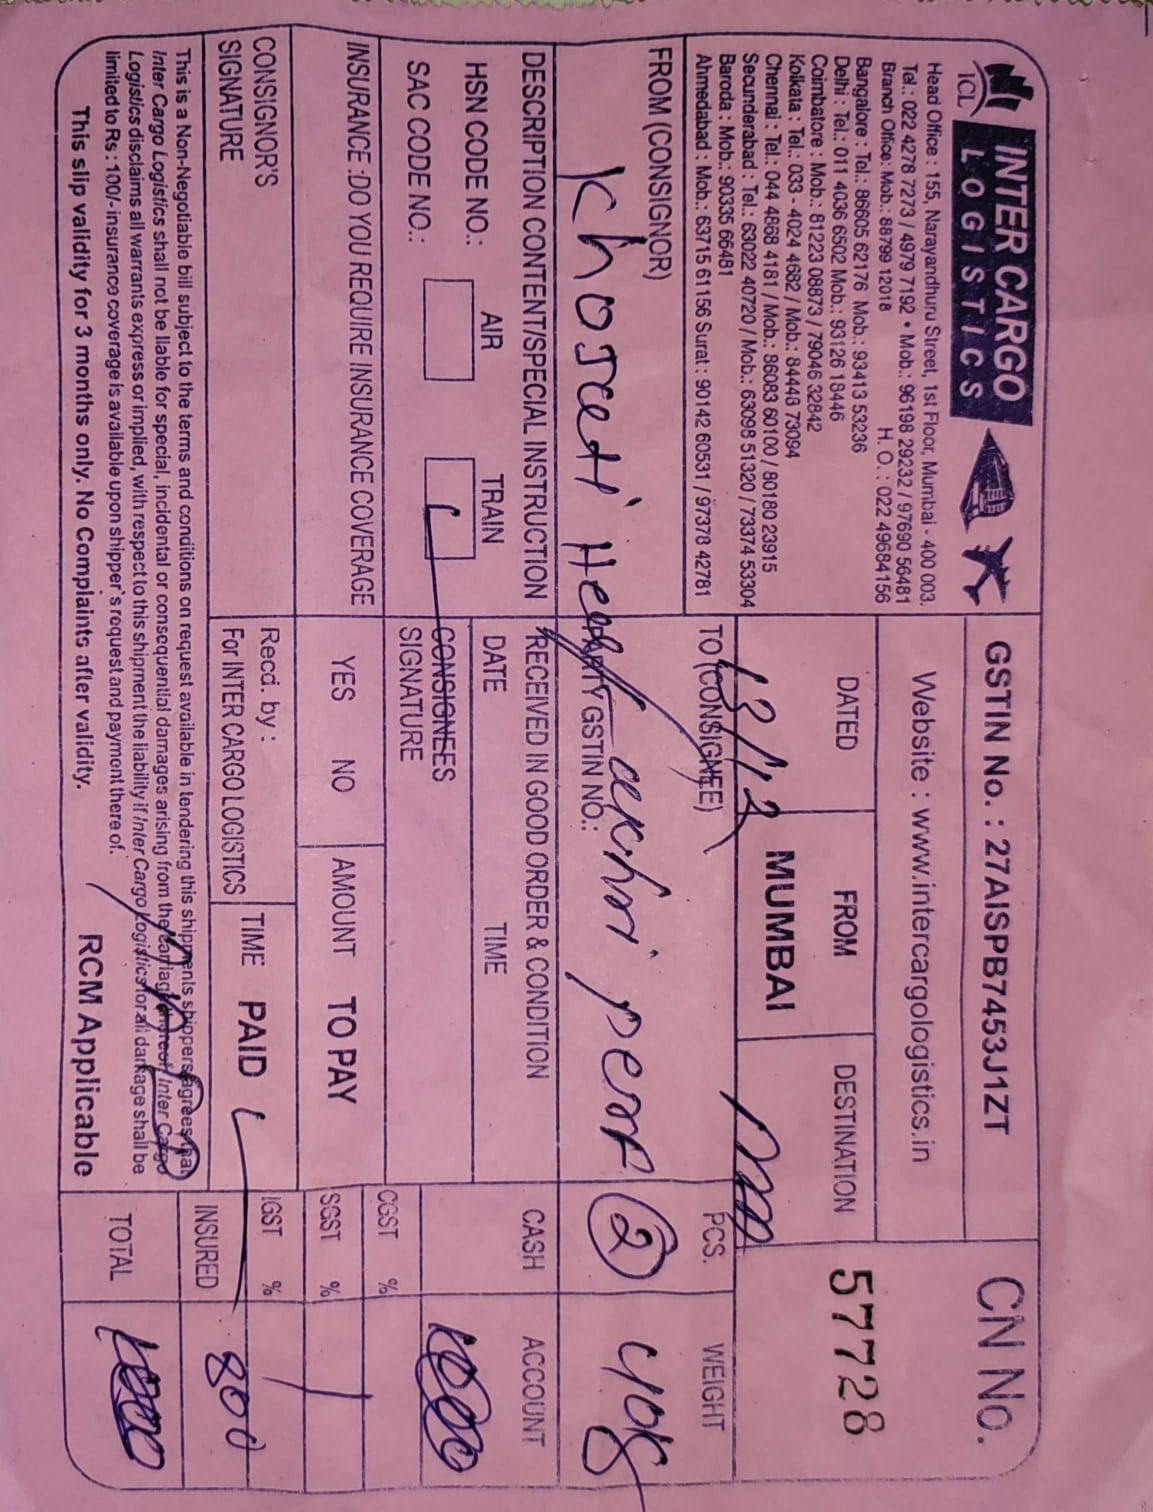 INTER CARGO
LOGISTICS
ICL
Head Office : 155, Narayandhuru Street, 1st Floor, Mumbai - 400 003.
Tel.: 022 4278 7273 / 4979 7192 • Mob.: 96198 29232 / 97690 56481
Branch Office: Mob.: 88799 12018 H. O. : 022 49684156
Bangalore : Tel.: 86605 62176 Mob.: 93413 53236
Delhi : Tel.: 011 4036 6502 Mob.: 93126 18446
Coimbatore : Mob.: 81223 08873 / 79046 32842
Kolkata : Tel.: 033 - 4024 4682 / Mob.: 84449 73094
Chennai : Tel.: 044 4868 4181 / Mob.: 86083 60100 / 80180 23915
Secunderabad : Tel.: 63022 40720 / Mob.: 63098 51320 / 73374 53304
Baroda : Mob.: 90335 66481
Ahmedabad : Mob.: 63715 61156 Surat : 90142 60531 / 97378 42781
GSTIN No. : 27AISPB7453J1ZT
Website : www.intercargologistics.in
CN No.
57728
DATED FROM DESTINATION
13/12 MUMBAI
FROM (CONSIGNOR) TO (CONSIGNEE) PCS. WEIGHT
PARTY GSTIN NO.:
2
DESCRIPTION CONTENT/SPECIAL INSTRUCTION RECEIVED IN GOOD ORDER & CONDITION CASH ACCOUNT
HSN CODE NO.: AIR TRAIN DATE TIME
SAC CODE NO.: CONSIGNEES
SIGNATURE
CGST %
INSURANCE :DO YOU REQUIRE INSURANCE COVERAGE YES NO AMOUNT TO PAY SGST %
CONSIGNOR'S
SIGNATURE
Recd. by :
For INTER CARGO LOGISTICS
TIME PAID IGST %
INSURED 800
TOTAL
This is a Non-Negotiable bill subject to the terms and conditions on request available in tendering this shipments shippers agrees that
Inter Cargo Logistics shall not be liable for special, incidental or consequential damages arising from the carriage thereof Inter Cargo
Logistics disclaims all warrants express or implied, with respect to this shipment the liability if Inter Cargo Logistics for all damage shall be
limited to Rs : 100/- insurance coverage is available upon shipper's request and payment there of.
This slip validity for 3 months only. No Complaints after validity. RCM Applicable